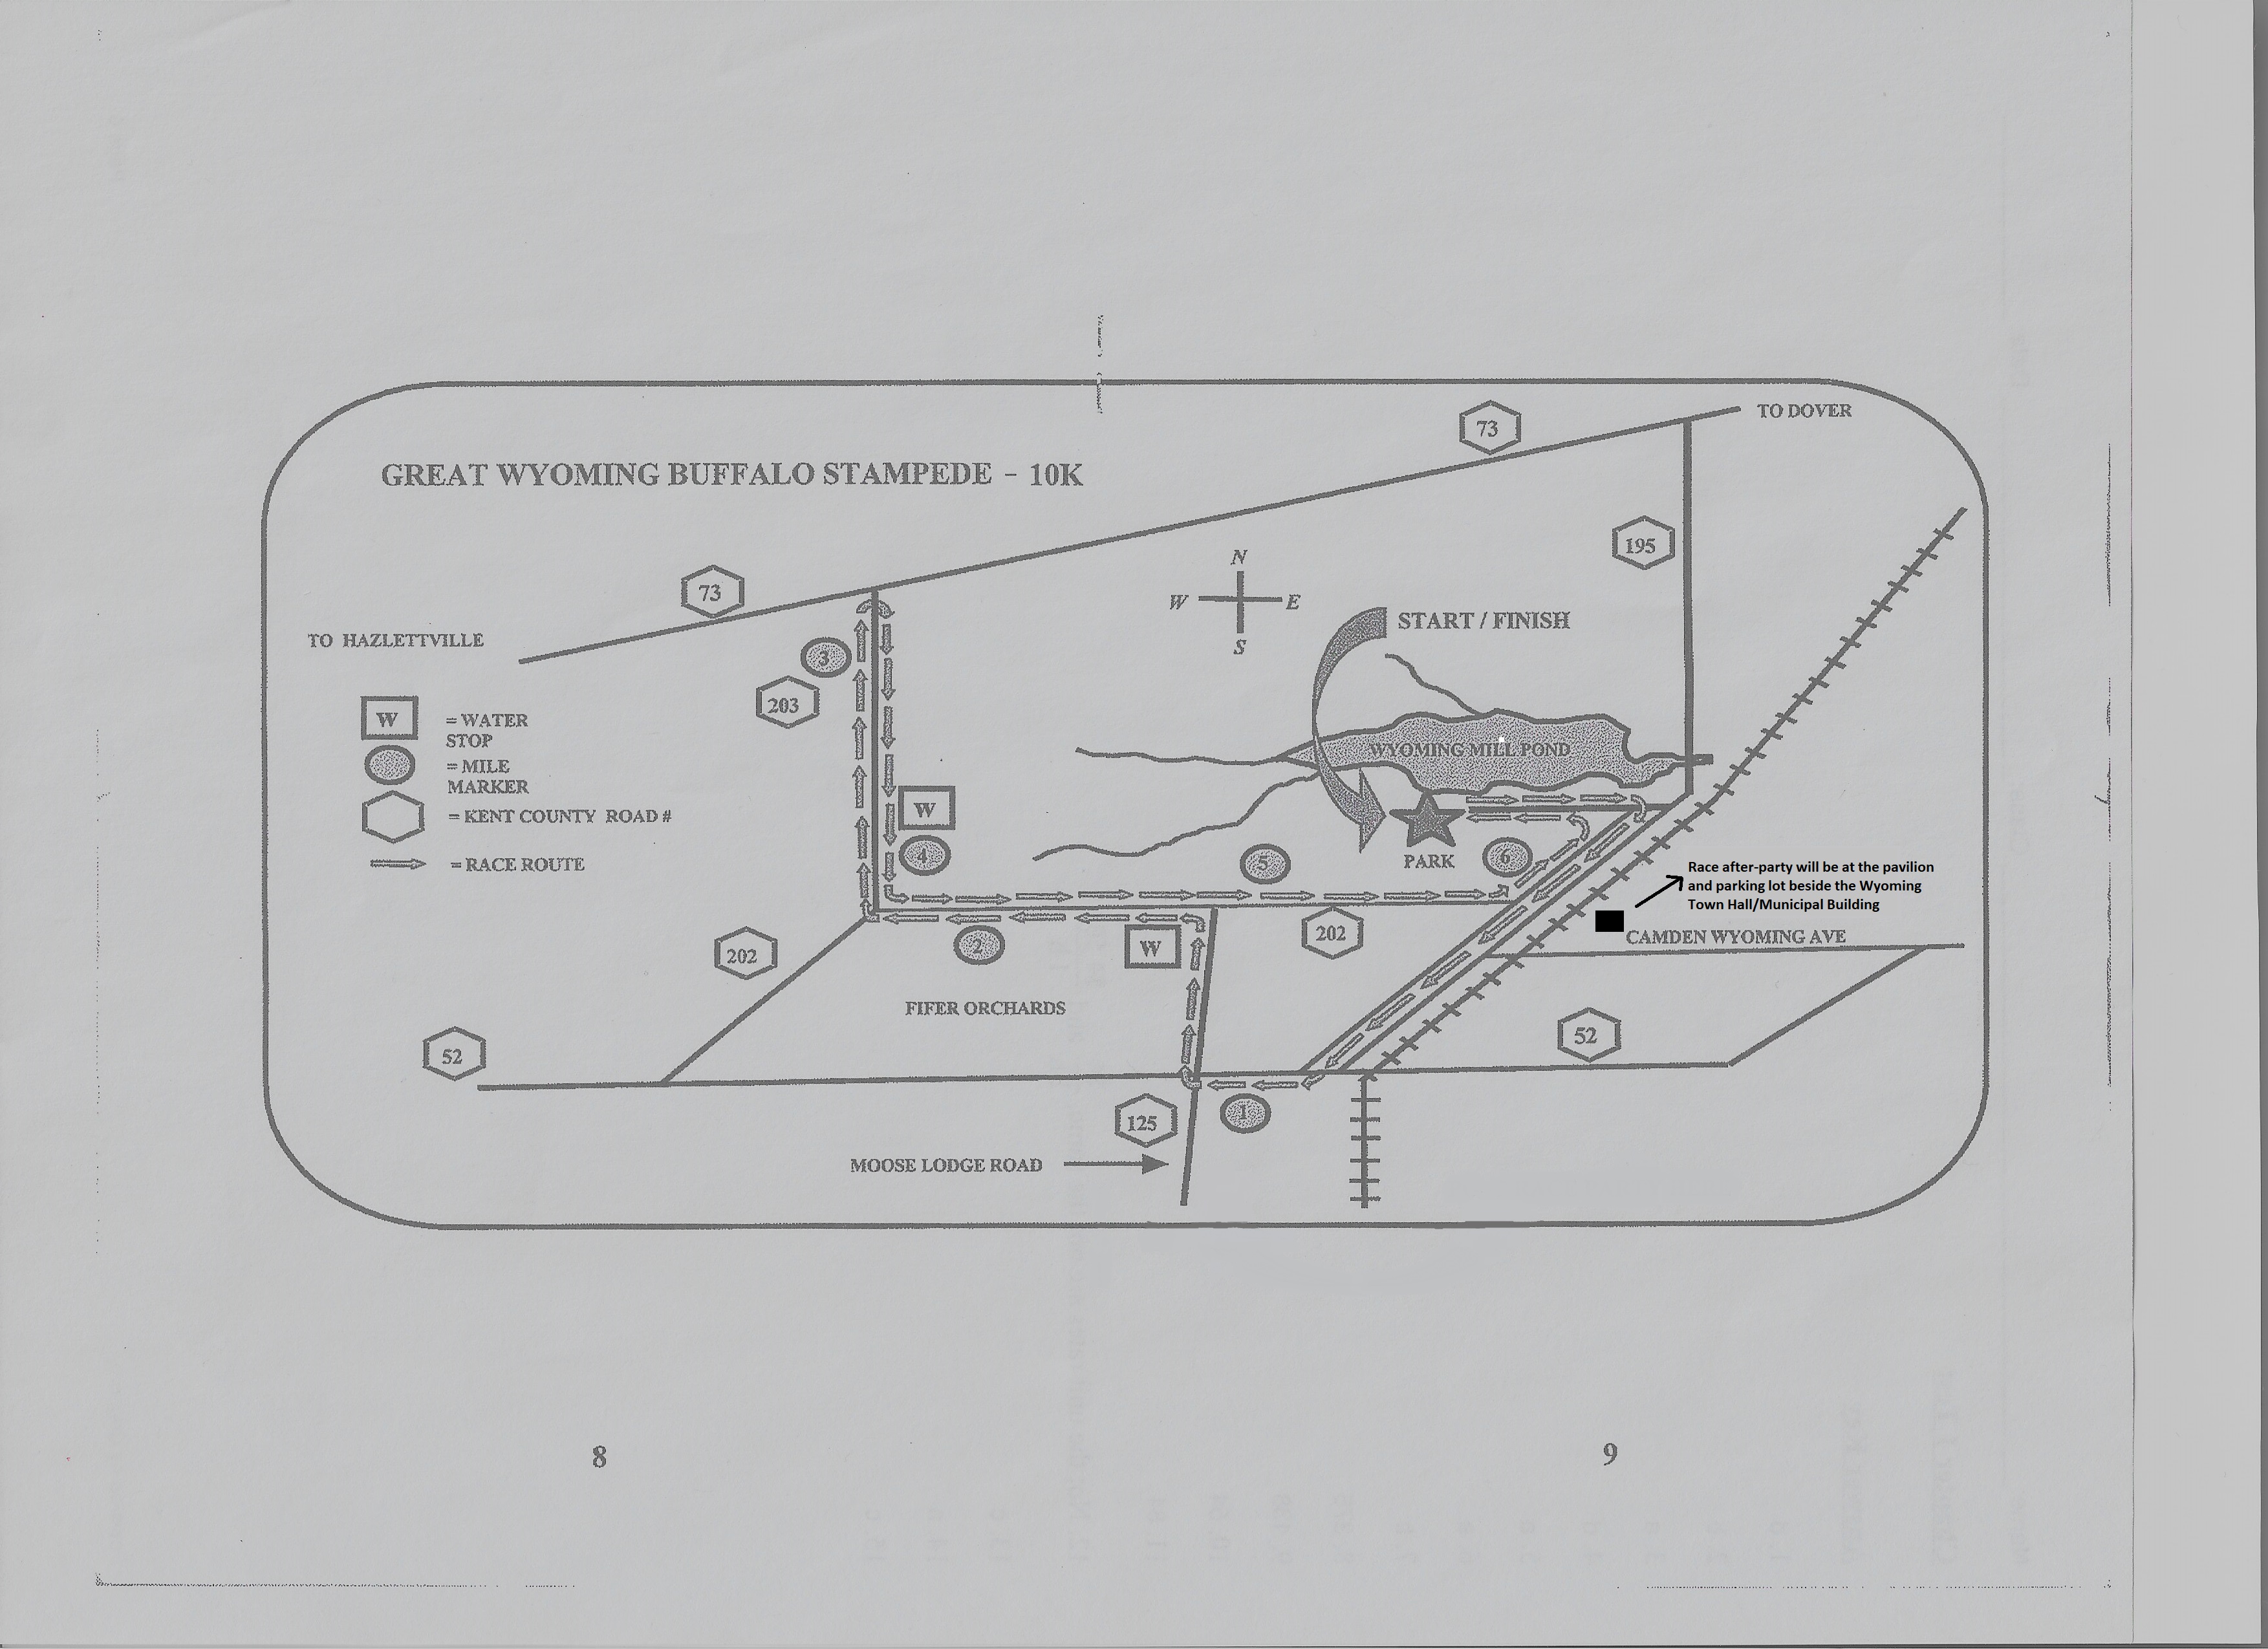 TO DOVER
73
GREAT WYOMING BUFFALO STAMPEDE - 10K
195
N
W E
S
73
START / FINISH
TO HAZLETTVILLE
3
203
W = WATER
STOP
= MILE
MARKER
= KENT COUNTY ROAD #
= RACE ROUTE
WYOMING MILL POND
W
4
5
PARK
6
Race after-party will be at the pavilion
and parking lot beside the Wyoming
Town Hall/Municipal Building
CAMDEN WYOMING AVE
202
2
W
202
FIFER ORCHARDS
52
52
125
1
MOOSE LODGE ROAD
8
9